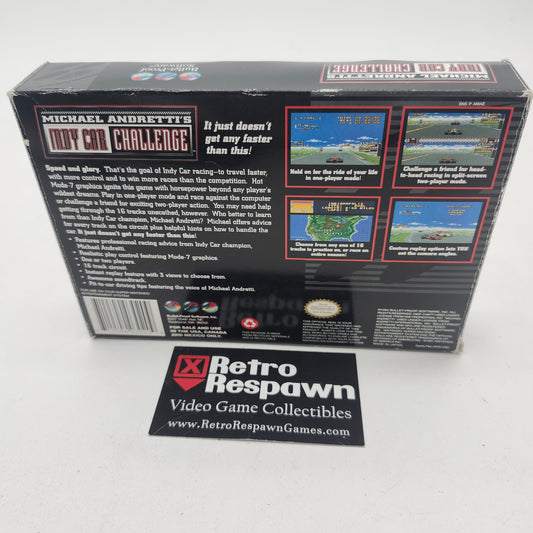 Bullet-Proof
Software
MICHAEL ANDRETTI'S
INDY CAR CHALLENGE
SNS P AMAE
MICHAEL ANDRETTI'S
INDY CAR CHALLENGE
It just doesn't
get any faster
than this!
Speed and glory. That's the goal of Indy Car racing—to travel faster,
with more control and to win more races than the competition. Hot
Mode-7 graphics ignite this game with horsepower beyond any player's
wildest dreams. Play in one-player mode and race against the computer
or challenge a friend for exciting two-player action. You may need help
getting through the 16 tracks unscathed, however. Who better to learn
from than Indy Car champion, Michael Andretti? Michael offers advice
for every track on the circuit plus helpful hints on how to handle the
car. It just doesn't get any faster than this!
• Features professional racing advice from Indy Car champion,
Michael Andretti.
• Realistic play control featuring Mode-7 graphics.
• One or two players.
• 16 track circuit.
• Instant replay feature with 3 views to choose from.
• Awesome soundtrack.
• Pit-to-car driving tips featuring the voice of Michael Andretti.
Hold on for the ride of your life
in one-player mode!
Challenge a friend for head-
to-head racing in split-screen
two-player mode.
Choose from any one of 16
tracks to practice on, or race an
entire season!
Custom replay option lets YOU
set the camera angles.
Bullet-Proof Software, Inc.
FOR SALE AND USE
IN THE USA, CANADA
AND MEXICO ONLY.
Retro
Respawn
Video Game Collectibles
www.RetroRespawnGames.com